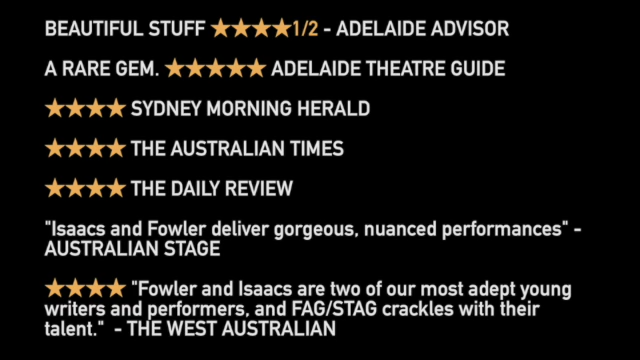 BEAUTIFUL STUFF ★★★★1/2 - ADELAIDE ADVISOR
A RARE GEM. ★★★★★ ADELAIDE THEATRE GUIDE
★★★★ SYDNEY MORNING HERALD
★★★★ THE AUSTRALIAN TIMES
★★★★ THE DAILY REVIEW
"Isaacs and Fowler deliver gorgeous, nuanced performances" -
AUSTRALIAN STAGE
★★★★ "Fowler and Isaacs are two of our most adept young
writers and performers, and FAG/STAG crackles with their
talent." - THE WEST AUSTRALIAN